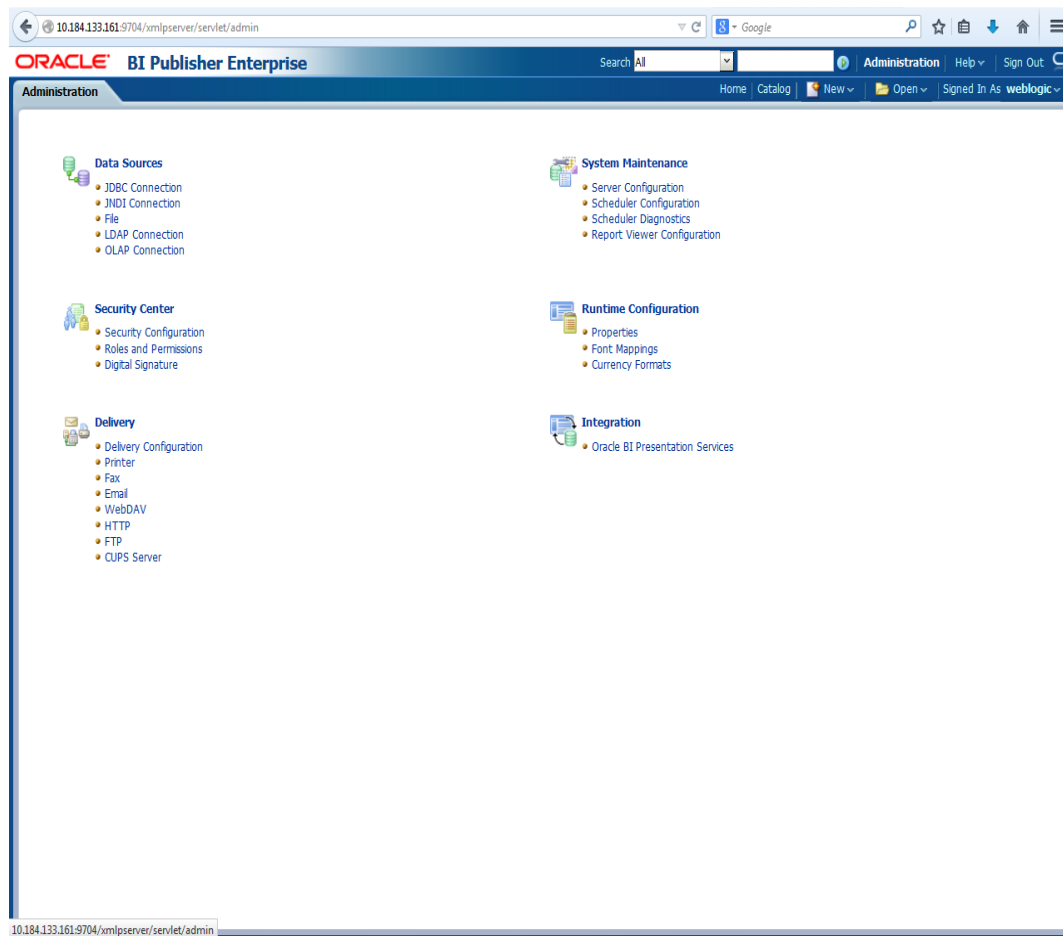 10.184.133.161:9704/xmlpserver/servlet/admin
8 Google
ORACLE BI Publisher Enterprise
Search All
Administration Help Sign Out
Administration
Home Catalog New Open Signed In As weblogic
Data Sources
JDBC Connection
JNDI Connection
File
LDAP Connection
OLAP Connection
System Maintenance
Server Configuration
Scheduler Configuration
Scheduler Diagnostics
Report Viewer Configuration
Security Center
Security Configuration
Roles and Permissions
Digital Signature
Runtime Configuration
Properties
Font Mappings
Currency Formats
Delivery
Delivery Configuration
Printer
Fax
Email
WebDAV
HTTP
FTP
CUPS Server
Integration
Oracle BI Presentation Services
10.184.133.161:9704/xmlpserver/servlet/admin